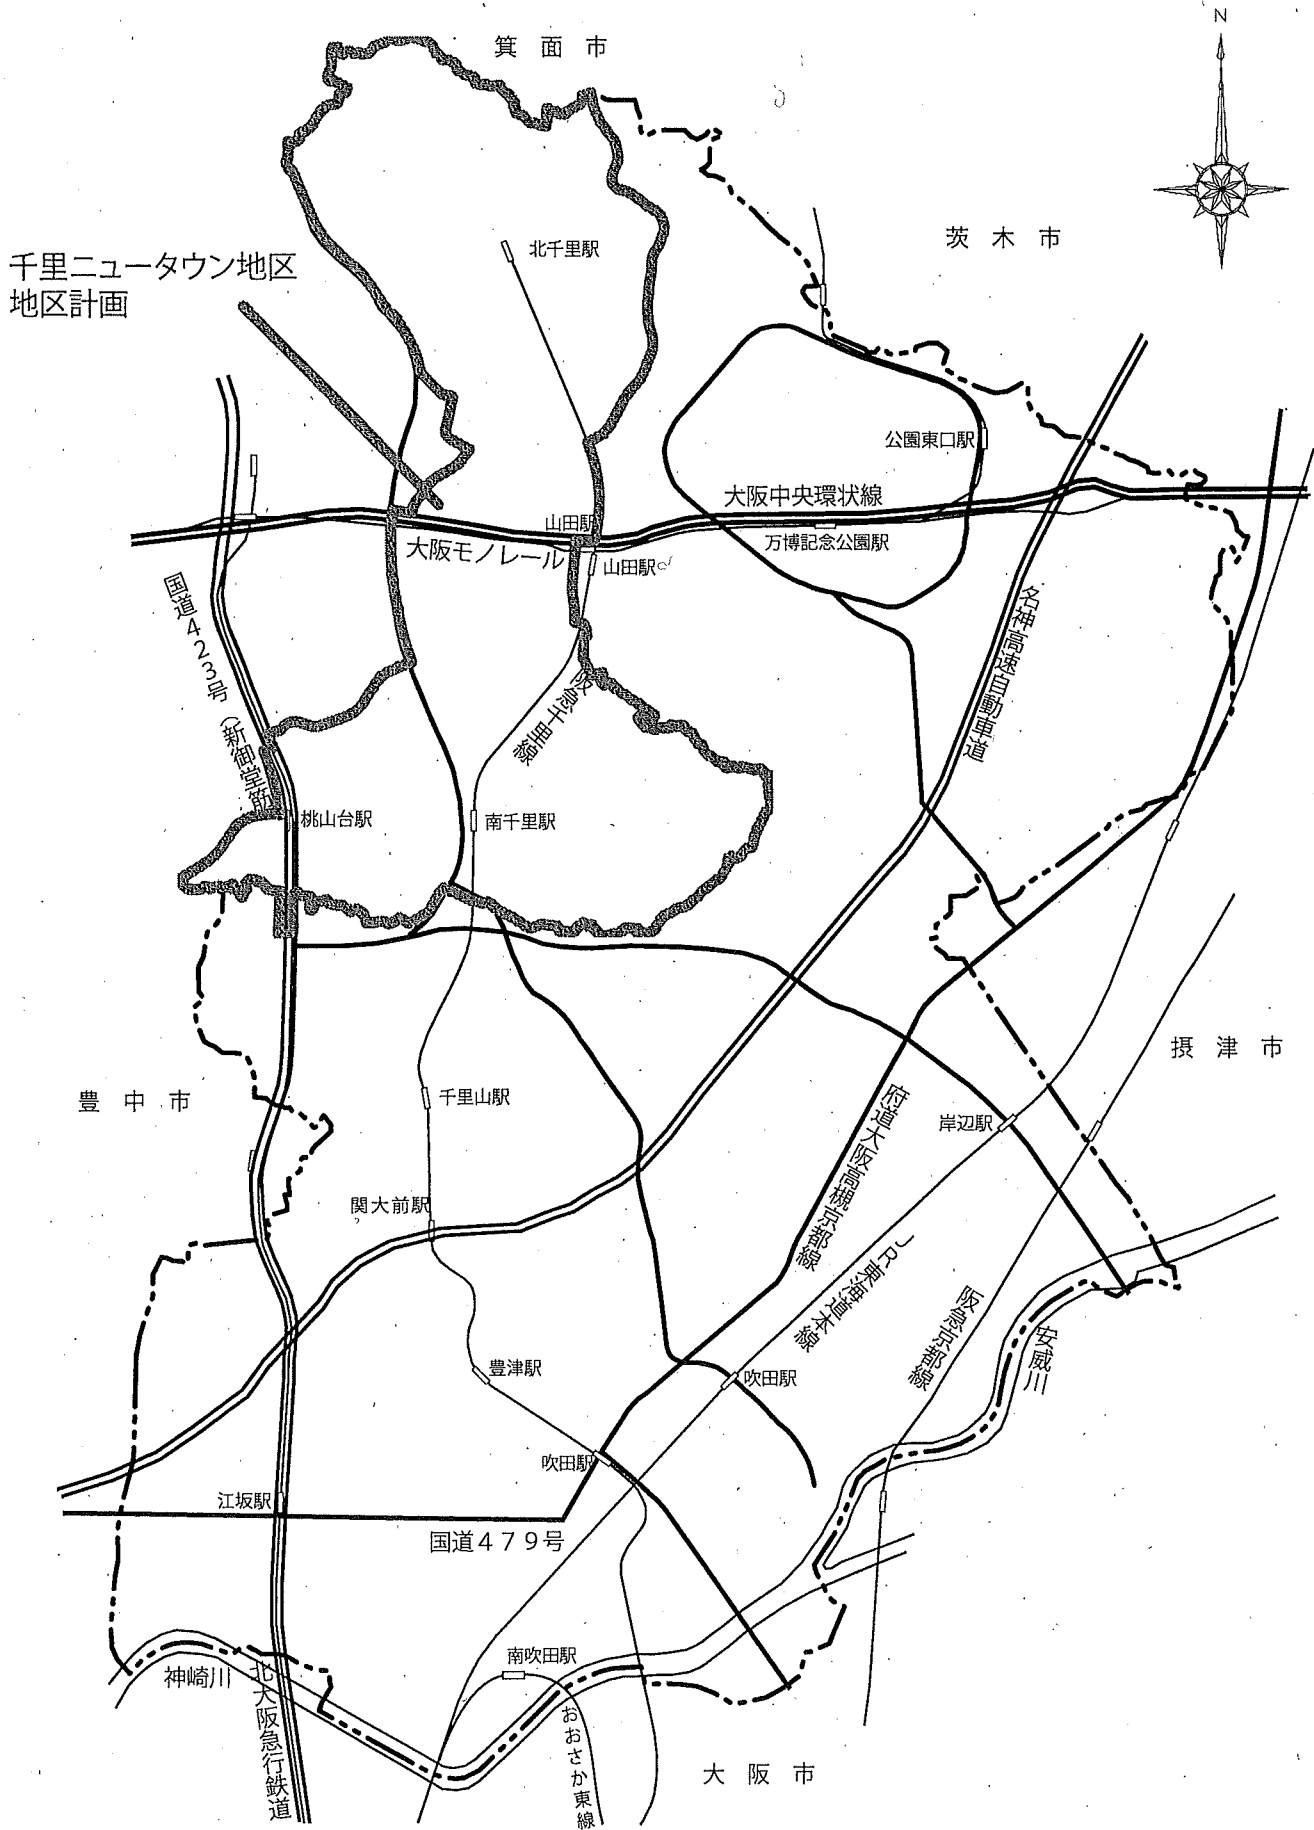 N
箕面市
茨木市
北千里駅
千里ニュータウン地区
地区計画
公園東口駅
大阪中央環状線
山田駅
万博記念公園駅
大阪モノレール
山田駅
国道423号(新御堂筋)
名神高速自動車道
阪急千里線
桃山台駅
南千里駅
摂津市
豊中市
千里山駅
岸辺駅
府道大阪高槻京都線
関大前駅
JR東海道本線
阪急京都線
安威川
豊津駅
吹田駅
吹田駅
江坂駅
国道479号
南吹田駅
神崎川
北大阪急行鉄道
おおさか東線
大阪市